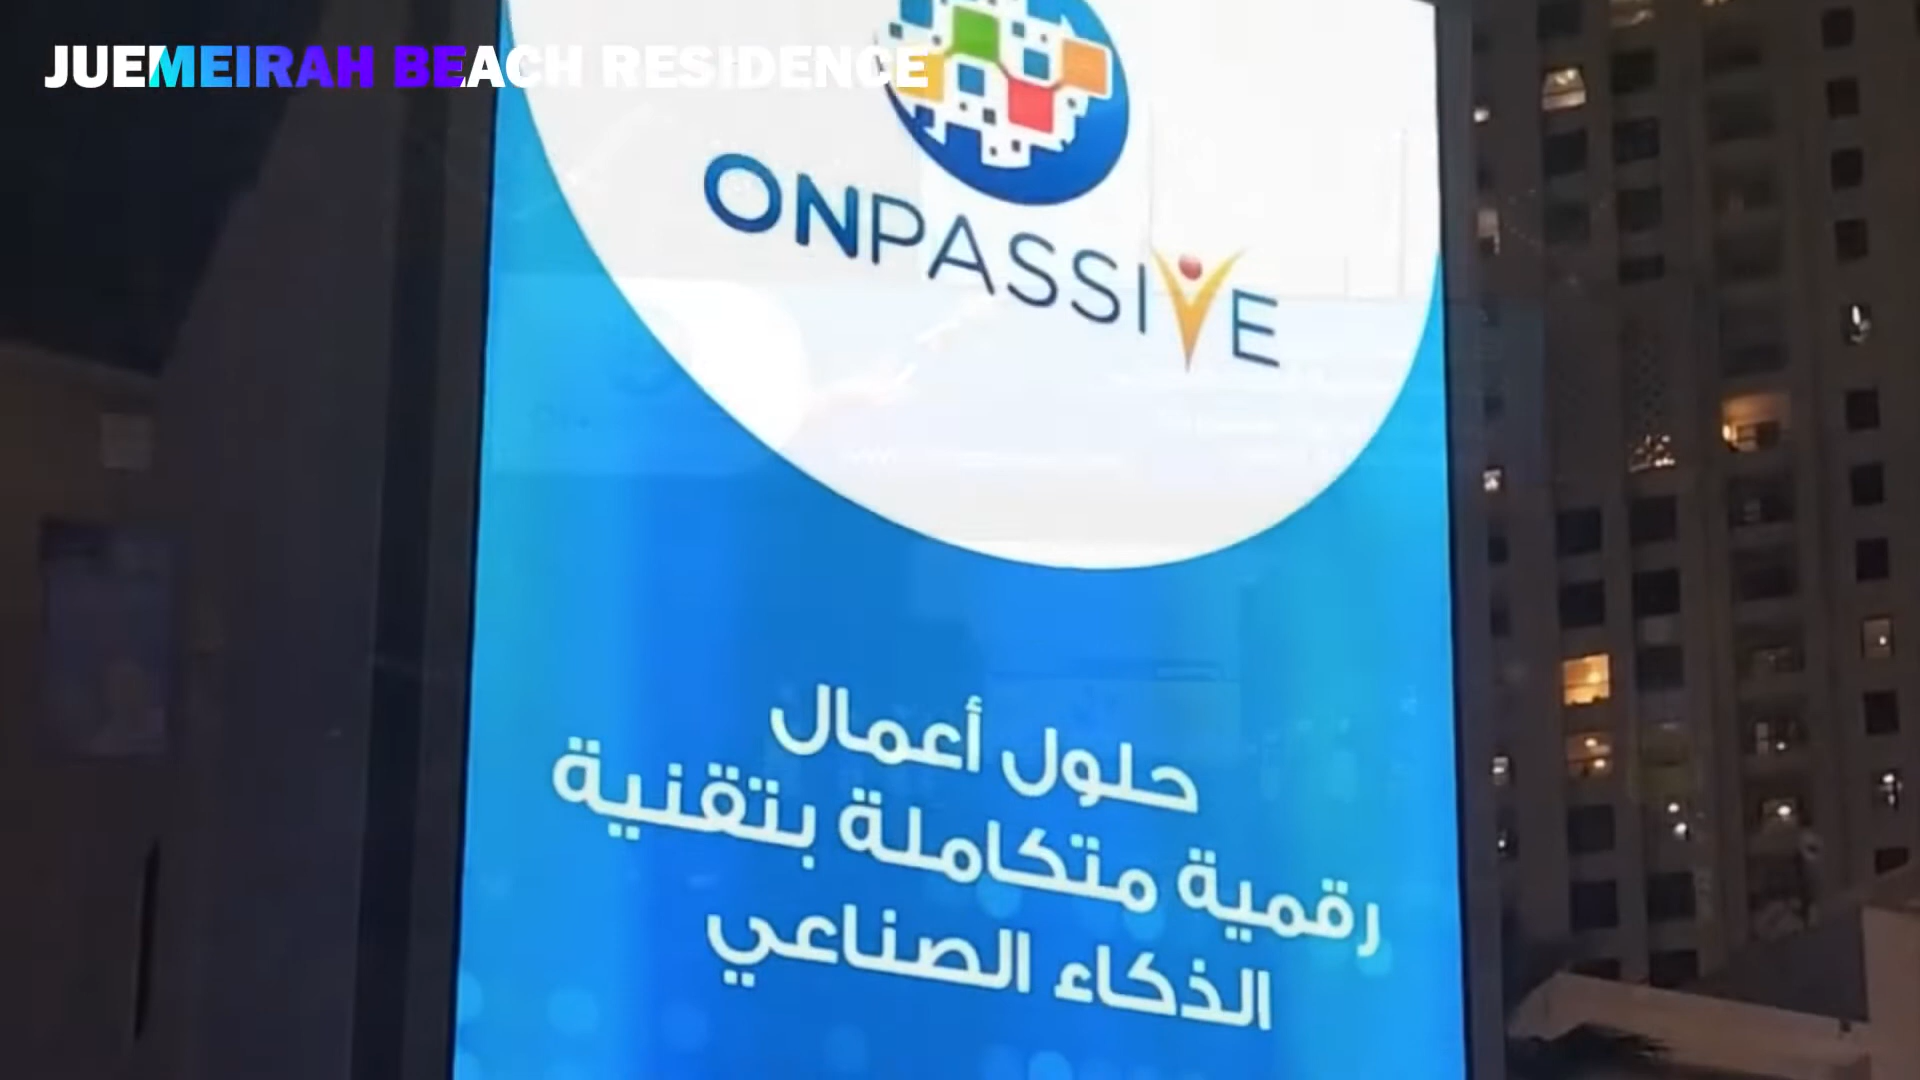 JUEMEIRAH BEACH RESIDENCE
ONPASSIVE
حلول أعمال
رقمية متكاملة بتقنية
الذكاء الصناعي